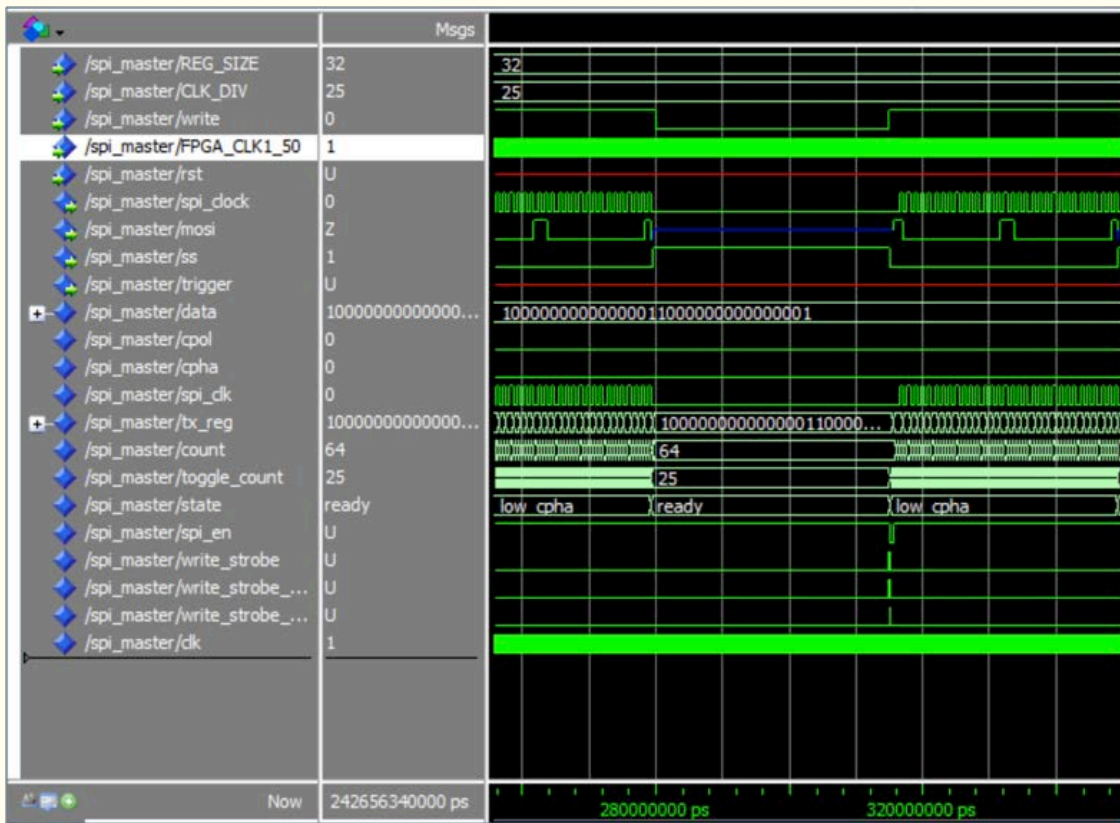 Msgs
/spi_master/REG_SIZE 32 32
/spi_master/CLK_DIV 25 25
/spi_master/write 0
/spi_master/FPGA_CLK1_50 1
/spi_master/rst U
/spi_master/spi_clock 0
/spi_master/mosi Z
/spi_master/ss 1
/spi_master/trigger U
/spi_master/data 10000000000000... 10000000000000011000000000000001
/spi_master/cpol 0
/spi_master/cpha 0
/spi_master/spi_clk 0
/spi_master/tx_reg 10000000000000... 100000000000000110000...
/spi_master/count 64 64
/spi_master/toggle_count 25 25
/spi_master/state ready low_cpha ready low_cpha
/spi_master/spi_en U
/spi_master/write_strobe U
/spi_master/write_strobe_... U
/spi_master/write_strobe_... U
/spi_master/clk 1
Now 242656340000 ps 280000000 ps 320000000 ps